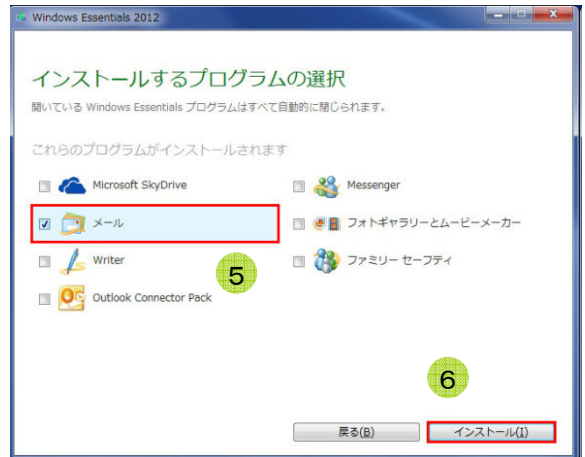 Windows Essentials 2012
インストールするプログラムの選択
開いている Windows Essentials プログラムはすべて自動的に閉じられます。
これらのプログラムがインストールされます
Microsoft SkyDrive
Messenger
メール
フォトギャラリーとムービーメーカー
Writer
ファミリー セーフティ
5
Outlook Connector Pack
6
戻る(B)
インストール(I)